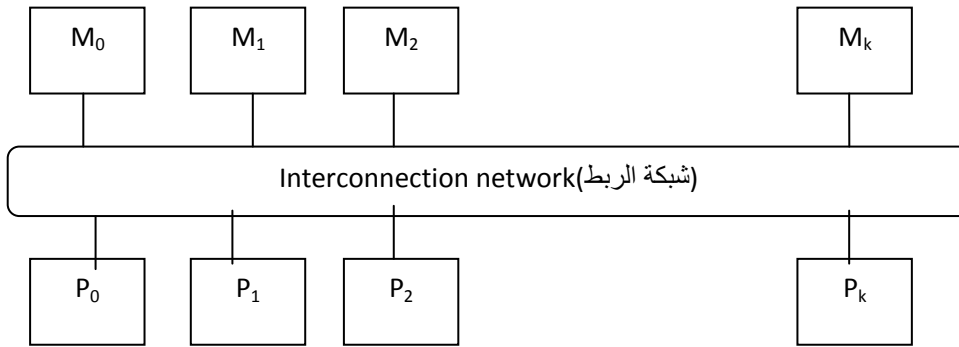 M₀ M₁ M₂ Mₖ
Interconnection network(شبكة الربط)
P₀ P₁ P₂ Pₖ